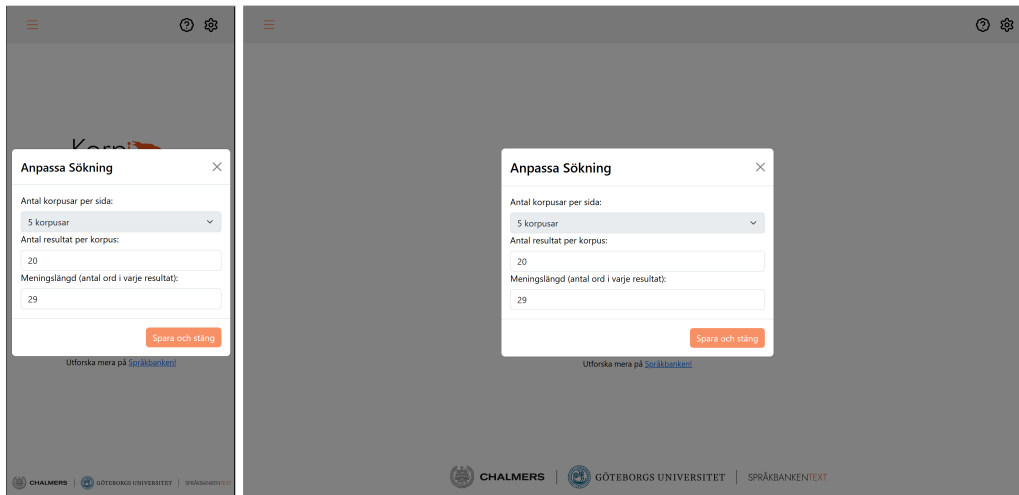 Korp
Anpassa Sökning
Antal korpusar per sida:
5 korpusar
Antal resultat per korpus:
20
Meningslängd (antal ord i varje resultat):
29
Spara och stäng
Utforska mera på Språkbanken!
CHALMERS | GÖTEBORGS UNIVERSITET | SPRÅKBANKENTEXT
Anpassa Sökning
Antal korpusar per sida:
5 korpusar
Antal resultat per korpus:
20
Meningslängd (antal ord i varje resultat):
29
Spara och stäng
Utforska mera på Språkbanken!
CHALMERS | GÖTEBORGS UNIVERSITET | SPRÅKBANKENTEXT